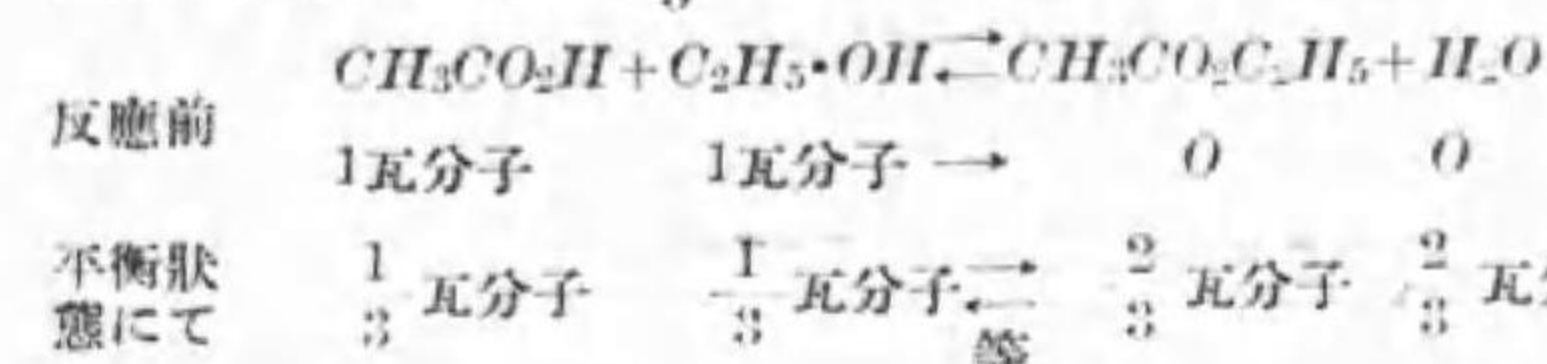 CH₃CO₂H+C₂H₅•OH⇄CH₃CO₂C₂H₅+H₂O
反應前 1瓦分子 1瓦分子 → 0 0
平衡狀態にて 1/3 瓦分子 1/3 瓦分子 ⇄ 2/3 瓦分子 2/3 瓦